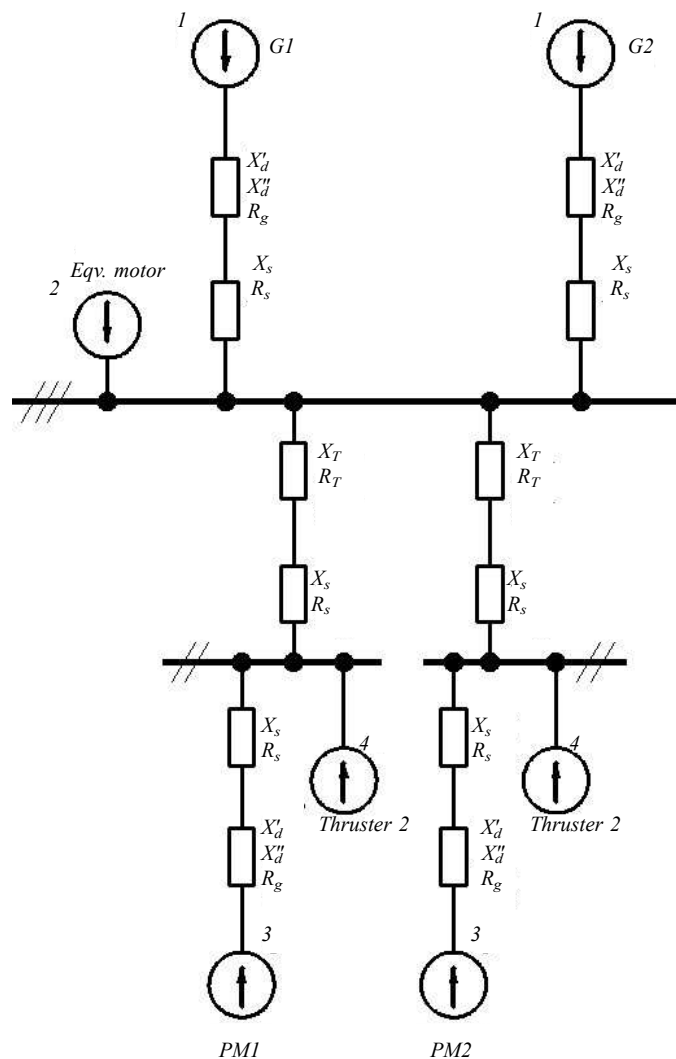 1
G1
1
G2
X'd
X''d
Rg
X'd
X''d
Rg
Xs
Rs
Xs
Rs
Eqv. motor
2
XT
RT
XT
RT
Xs
Rs
Xs
Rs
Xs
Rs
4
Xs
Rs
4
Thruster 2
Thruster 2
X'd
X''d
Rg
X'd
X''d
Rg
3
3
PM1
PM2